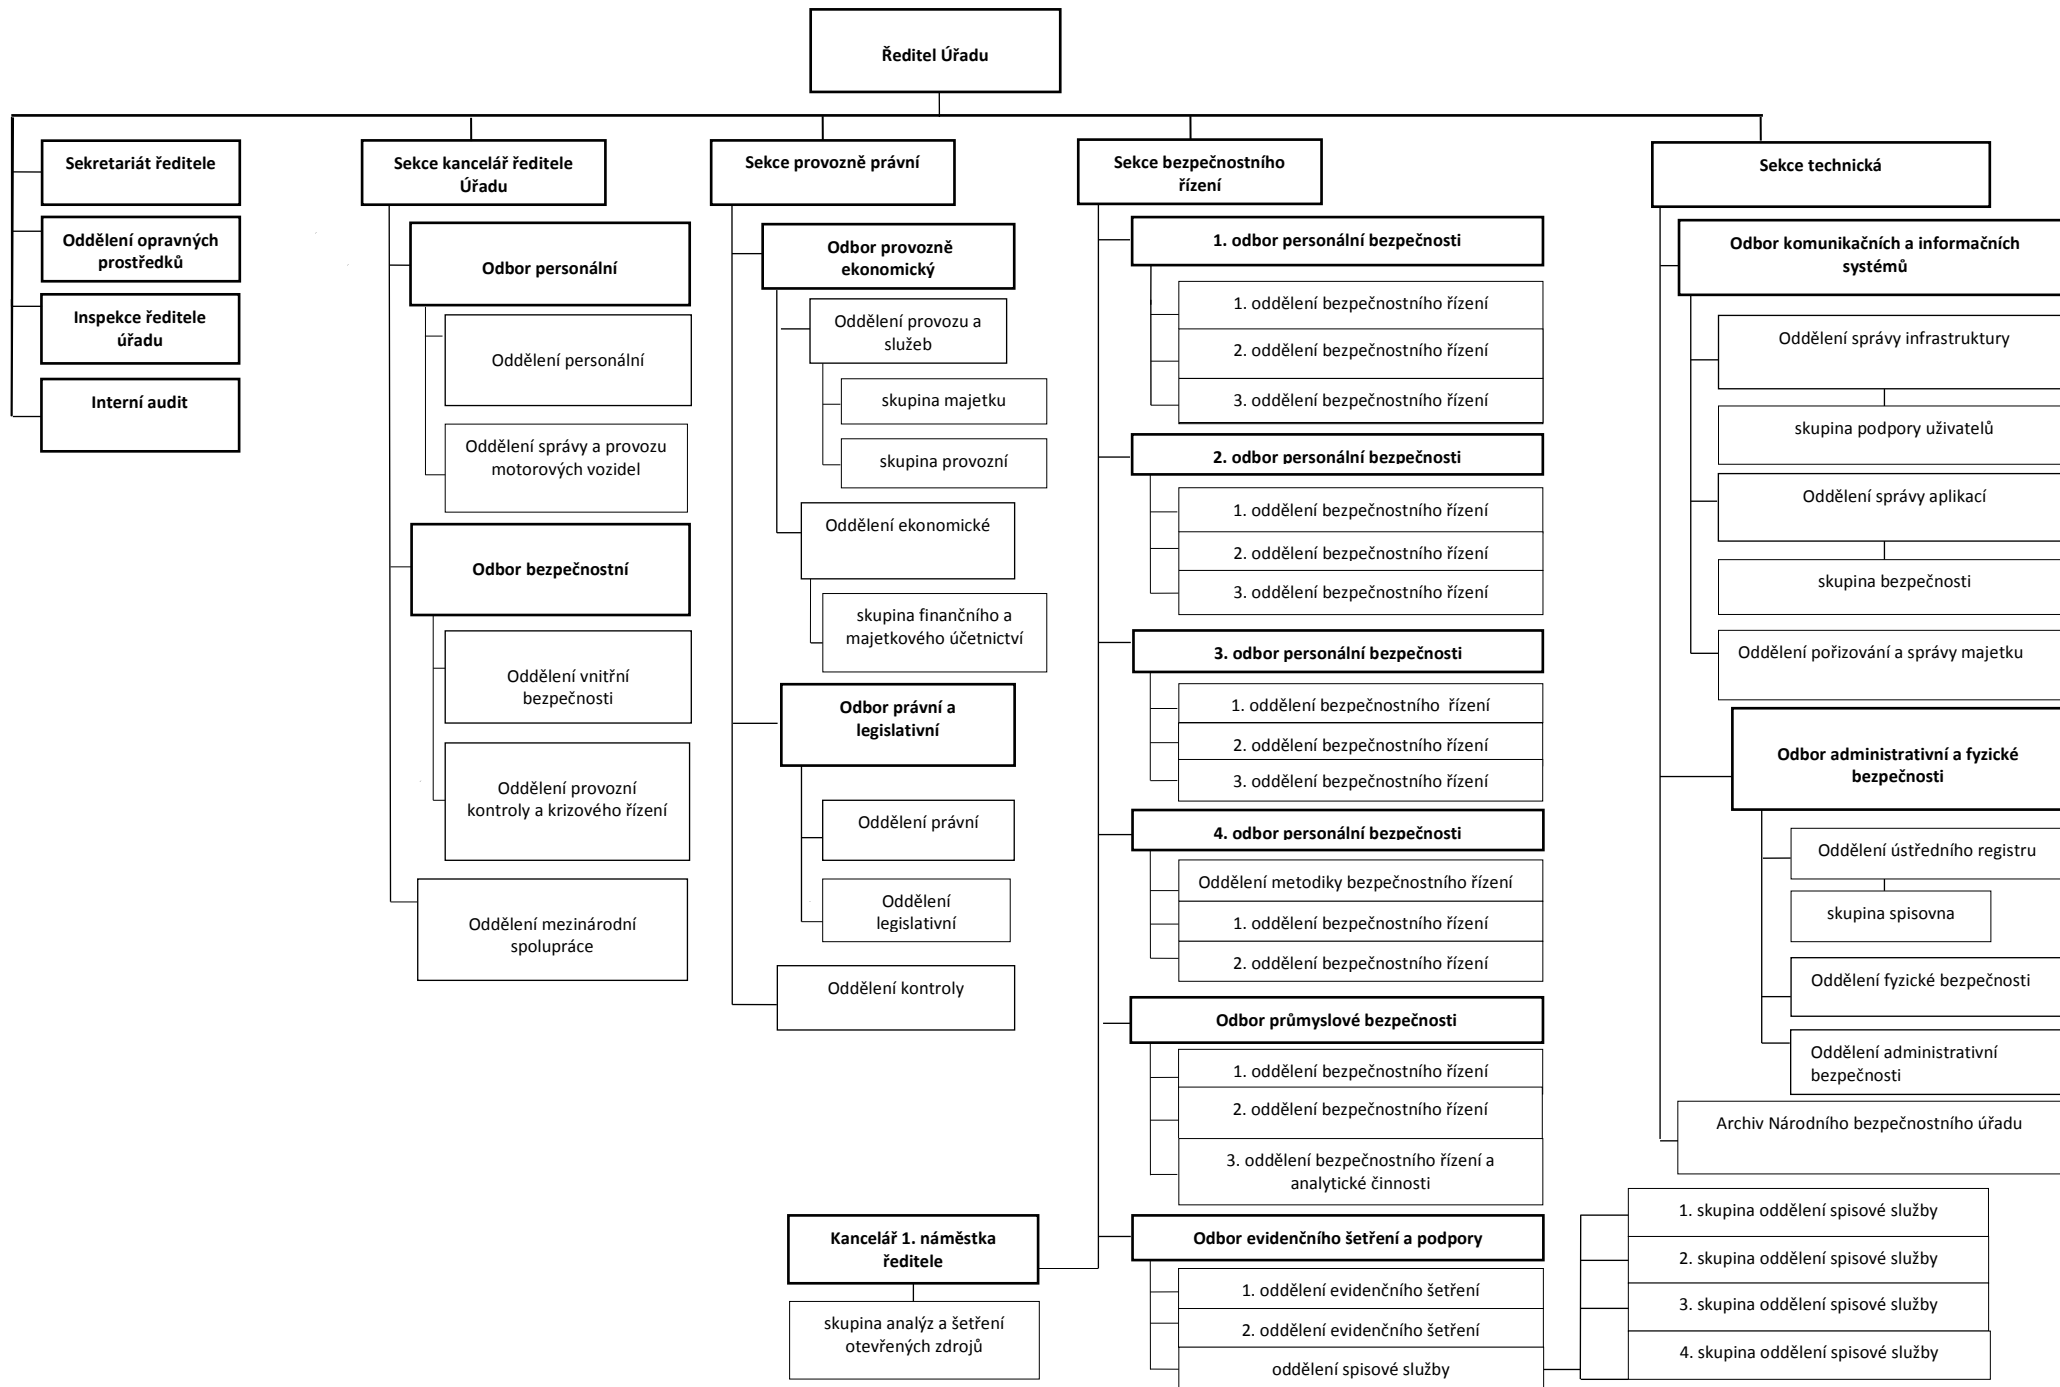 Ředitel Úřadu
Sekretariát ředitele
Oddělení opravných
prostředků
Inspekce ředitele
úřadu
Interní audit
Sekce kancelář ředitele
Úřadu
Odbor personální
Oddělení personální
Oddělení správy a provozu
motorových vozidel
Odbor bezpečnostní
Oddělení vnitřní
bezpečnosti
Oddělení provozní
kontroly a krizového řízení
Oddělení mezinárodní
spolupráce
Sekce provozně právní
Odbor provozně
ekonomický
Oddělení provozu a
služeb
skupina majetku
skupina provozní
Oddělení ekonomické
skupina finančního a
majetkového účetnictví
Odbor právní a
legislativní
Oddělení právní
Oddělení
legislativní
Oddělení kontroly
Sekce bezpečnostního
řízení
1. odbor personální bezpečnosti
1. oddělení bezpečnostního řízení
2. oddělení bezpečnostního řízení
3. oddělení bezpečnostního řízení
2. odbor personální bezpečnosti
1. oddělení bezpečnostního řízení
2. oddělení bezpečnostního řízení
3. oddělení bezpečnostního řízení
3. odbor personální bezpečnosti
1. oddělení bezpečnostního řízení
2. oddělení bezpečnostního řízení
3. oddělení bezpečnostního řízení
4. odbor personální bezpečnosti
Oddělení metodiky bezpečnostního řízení
1. oddělení bezpečnostního řízení
2. oddělení bezpečnostního řízení
Odbor průmyslové bezpečnosti
1. oddělení bezpečnostního řízení
2. oddělení bezpečnostního řízení
3. oddělení bezpečnostního řízení a
analytické činnosti
Kancelář 1. náměstka
ředitele
skupina analýz a šetření
otevřených zdrojů
Odbor evidenčního šetření a podpory
1. oddělení evidenčního šetření
2. oddělení evidenčního šetření
oddělení spisové služby
1. skupina oddělení spisové služby
2. skupina oddělení spisové služby
3. skupina oddělení spisové služby
4. skupina oddělení spisové služby
Sekce technická
Odbor komunikačních a informačních
systémů
Oddělení správy infrastruktury
skupina podpory uživatelů
Oddělení správy aplikací
skupina bezpečnosti
Oddělení pořizování a správy majetku
Odbor administrativní a fyzické
bezpečnosti
Oddělení ústředního registru
skupina spisovna
Oddělení fyzické bezpečnosti
Oddělení administrativní
bezpečnosti
Archiv Národního bezpečnostního úřadu